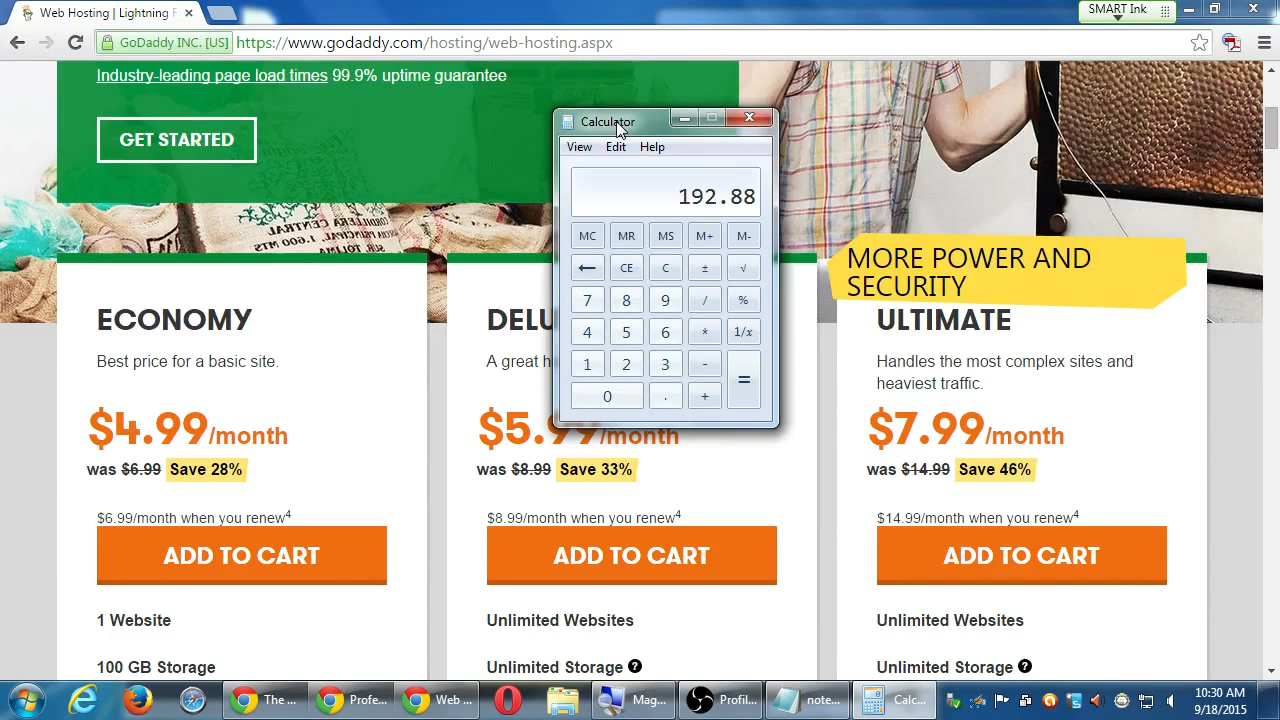 Web Hosting | Lightning F
SMART Ink
GoDaddy INC. [US]
https://www.godaddy.com/hosting/web-hosting.aspx
Industry-leading page load times 99.9% uptime guarantee
GET STARTED
CORDILLERA CENTRAL
1.600 MTS
Calculator
View Edit Help
192.88
MC MR MS M+ M-
← CE C ± √
7 8 9 / %
4 5 6 * 1/x
1 2 3 - =
0 . +
MORE POWER AND
SECURITY
ECONOMY
Best price for a basic site.
$4.99/month
was $6.99 Save 28%
$6.99/month when you renew4
ADD TO CART
1 Website
100 GB Storage
DELU
A great h
$5.99/month
was $8.99 Save 33%
$8.99/month when you renew4
ADD TO CART
Unlimited Websites
Unlimited Storage ?
ULTIMATE
Handles the most complex sites and
heaviest traffic.
$7.99/month
was $14.99 Save 46%
$14.99/month when you renew4
ADD TO CART
Unlimited Websites
Unlimited Storage ?
The ...
Profe...
Web ...
Mag...
Profil...
note...
Calc...
10:30 AM
9/18/2015